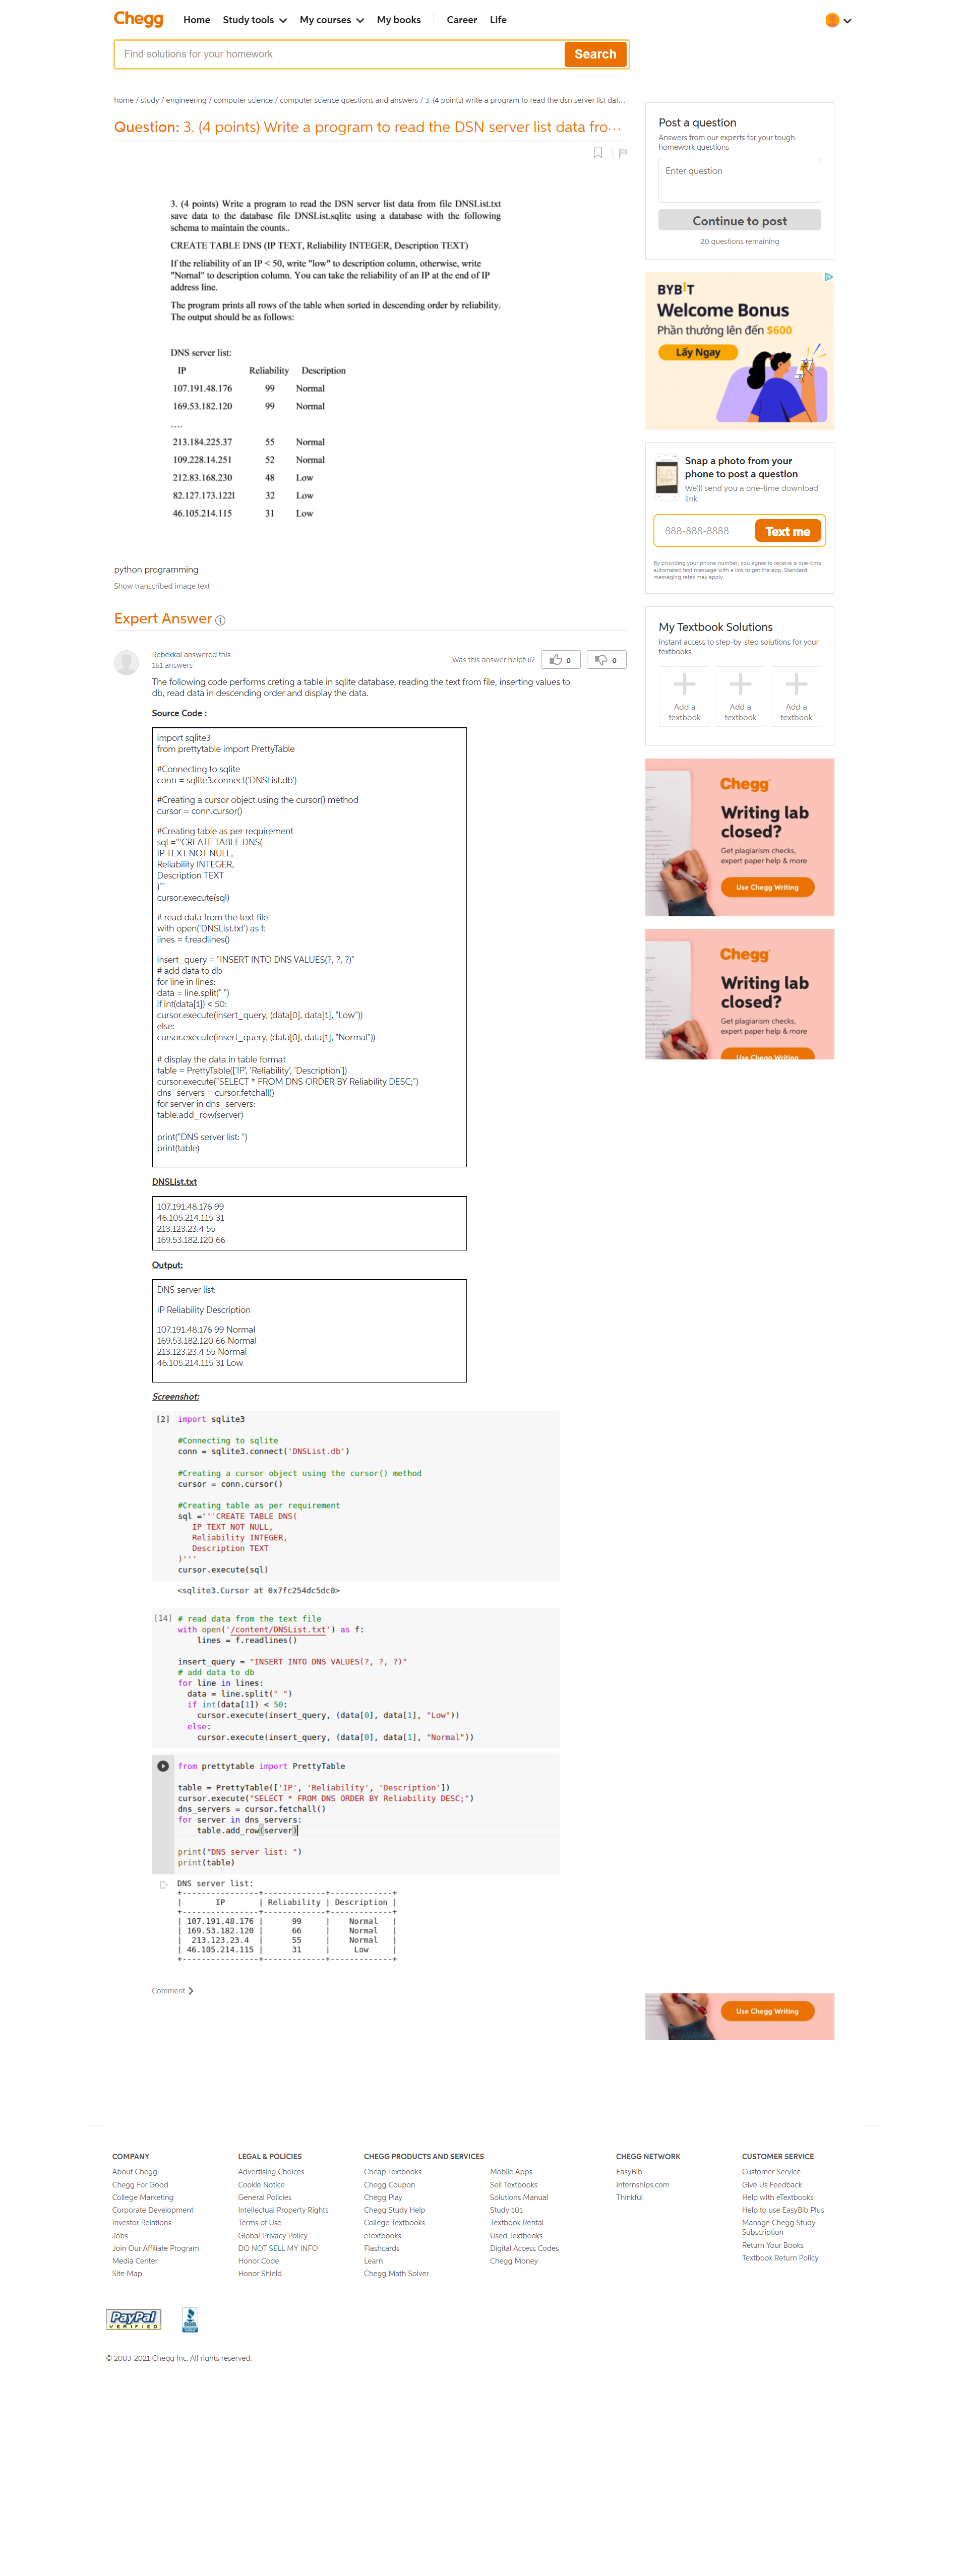 Chegg
Home
Study tools
My courses
My books
Career
Life
Find solutions for your homework
Search
home / study / engineering / computer science / computer science questions and answers / 3. (4 points) write a program to read the dsn server list dat...
Question: 3. (4 points) Write a program to read the DSN server list data fro…
3. (4 points) Write a program to read the DSN server list data from file DNSList.txt
save data to the database file DNSList.sqlite using a database with the following
schema to maintain the counts..
CREATE TABLE DNS (IP TEXT, Reliability INTEGER, Description TEXT)
If the reliability of an IP < 50, write "low" to description column, otherwise, write
"Normal" to description column. You can take the reliability of an IP at the end of IP
address line.
The program prints all rows of the table when sorted in descending order by reliability.
The output should be as follows:
DNS server list:
IP Reliability Description
107.191.48.176 99 Normal
169.53.182.120 99 Normal
....
213.184.225.37 55 Normal
109.228.14.251 52 Normal
212.83.168.230 48 Low
82.127.173.122l 32 Low
46.105.214.115 31 Low
python programming
Show transcribed image text
Expert Answer
Rebekkal answered this
161 answers
Was this answer helpful?
0
0
The following code performs creting a table in sqlite database, reading the text from file, inserting values to
db, read data in descending order and display the data.
Source Code :
import sqlite3
from prettytable import PrettyTable
#Connecting to sqlite
conn = sqlite3.connect('DNSList.db')
#Creating a cursor object using the cursor() method
cursor = conn.cursor()
#Creating table as per requirement
sql ='''CREATE TABLE DNS(
IP TEXT NOT NULL,
Reliability INTEGER,
Description TEXT
)'''
cursor.execute(sql)
# read data from the text file
with open('DNSList.txt') as f:
lines = f.readlines()
insert_query = "INSERT INTO DNS VALUES(?, ?, ?)"
# add data to db
for line in lines:
data = line.split(" ")
if int(data[1]) < 50:
cursor.execute(insert_query, (data[0], data[1], "Low"))
else:
cursor.execute(insert_query, (data[0], data[1], "Normal"))
# display the data in table format
table = PrettyTable(['IP', 'Reliability', 'Description'])
cursor.execute("SELECT * FROM DNS ORDER BY Reliability DESC;")
dns_servers = cursor.fetchall()
for server in dns_servers:
table.add_row(server)
print("DNS server list: ")
print(table)
DNSList.txt
107.191.48.176 99
46.105.214.115 31
213.123.23.4 55
169.53.182.120 66
Output:
DNS server list:
IP Reliability Description
107.191.48.176 99 Normal
169.53.182.120 66 Normal
213.123.23.4 55 Normal
46.105.214.115 31 Low
Screenshot:
[2] import sqlite3
#Connecting to sqlite
conn = sqlite3.connect('DNSList.db')
#Creating a cursor object using the cursor() method
cursor = conn.cursor()
#Creating table as per requirement
sql ='''CREATE TABLE DNS(
IP TEXT NOT NULL,
Reliability INTEGER,
Description TEXT
)'''
cursor.execute(sql)
<sqlite3.Cursor at 0x7fc254dc5dc0>
[14] # read data from the text file
with open('/content/DNSList.txt') as f:
lines = f.readlines()
insert_query = "INSERT INTO DNS VALUES(?, ?, ?)"
# add data to db
for line in lines:
data = line.split(" ")
if int(data[1]) < 50:
cursor.execute(insert_query, (data[0], data[1], "Low"))
else:
cursor.execute(insert_query, (data[0], data[1], "Normal"))
from prettytable import PrettyTable
table = PrettyTable(['IP', 'Reliability', 'Description'])
cursor.execute("SELECT * FROM DNS ORDER BY Reliability DESC;")
dns_servers = cursor.fetchall()
for server in dns_servers:
table.add_row(server)
print("DNS server list: ")
print(table)
DNS server list:
+----------------+-------------+-------------+
| IP | Reliability | Description |
+----------------+-------------+-------------+
| 107.191.48.176 | 99 | Normal |
| 169.53.182.120 | 66 | Normal |
| 213.123.23.4 | 55 | Normal |
| 46.105.214.115 | 31 | Low |
+----------------+-------------+-------------+
Comment
Post a question
Answers from our experts for your tough
homework questions
Enter question
Continue to post
20 questions remaining
BYBIT
Welcome Bonus
Phần thưởng lên đến $600
Lấy Ngay
Snap a photo from your
phone to post a question
We'll send you a one-time download
link
888-888-8888
Text me
By providing your phone number, you agree to receive a one-time
automated text message with a link to get the app. Standard
messaging rates may apply.
My Textbook Solutions
Instant access to step-by-step solutions for your
textbooks
Add a
textbook
Add a
textbook
Add a
textbook
Chegg
Writing lab
closed?
Get plagiarism checks,
expert paper help & more
Use Chegg Writing
Chegg
Writing lab
closed?
Get plagiarism checks,
expert paper help & more
Use Chegg Writing
Use Chegg Writing
COMPANY
About Chegg
Chegg For Good
College Marketing
Corporate Development
Investor Relations
Jobs
Join Our Affiliate Program
Media Center
Site Map
LEGAL & POLICIES
Advertising Choices
Cookie Notice
General Policies
Intellectual Property Rights
Terms of Use
Global Privacy Policy
DO NOT SELL MY INFO
Honor Code
Honor Shield
CHEGG PRODUCTS AND SERVICES
Cheap Textbooks
Chegg Coupon
Chegg Play
Chegg Study Help
College Textbooks
eTextbooks
Flashcards
Learn
Chegg Math Solver
Mobile Apps
Sell Textbooks
Solutions Manual
Study 101
Textbook Rental
Used Textbooks
Digital Access Codes
Chegg Money
CHEGG NETWORK
EasyBib
Internships.com
Thinkful
CUSTOMER SERVICE
Customer Service
Give Us Feedback
Help with eTextbooks
Help to use EasyBib Plus
Manage Chegg Study
Subscription
Return Your Books
Textbook Return Policy
PayPal
VERIFIED
© 2003-2021 Chegg Inc. All rights reserved.